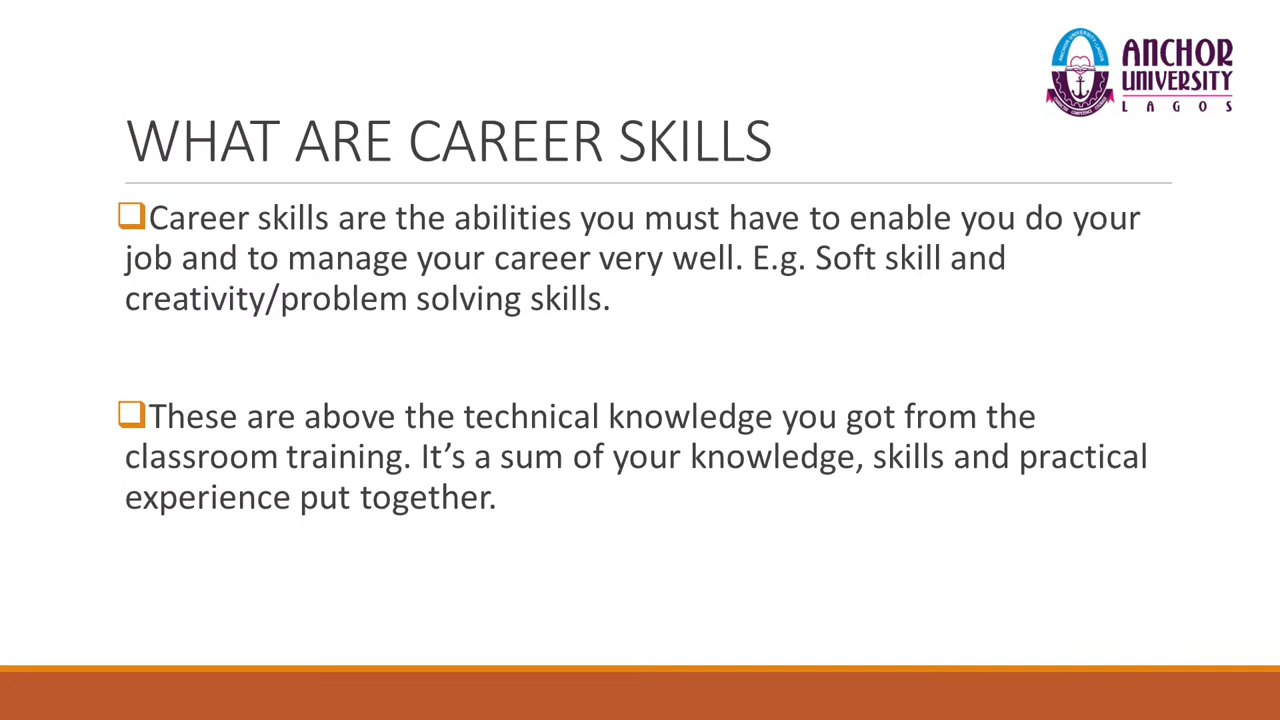 ANCHOR
UNIVERSITY
LAGOS
WHAT ARE CAREER SKILLS
Career skills are the abilities you must have to enable you do your
job and to manage your career very well. E.g. Soft skill and
creativity/problem solving skills.
These are above the technical knowledge you got from the
classroom training. It’s a sum of your knowledge, skills and practical
experience put together.